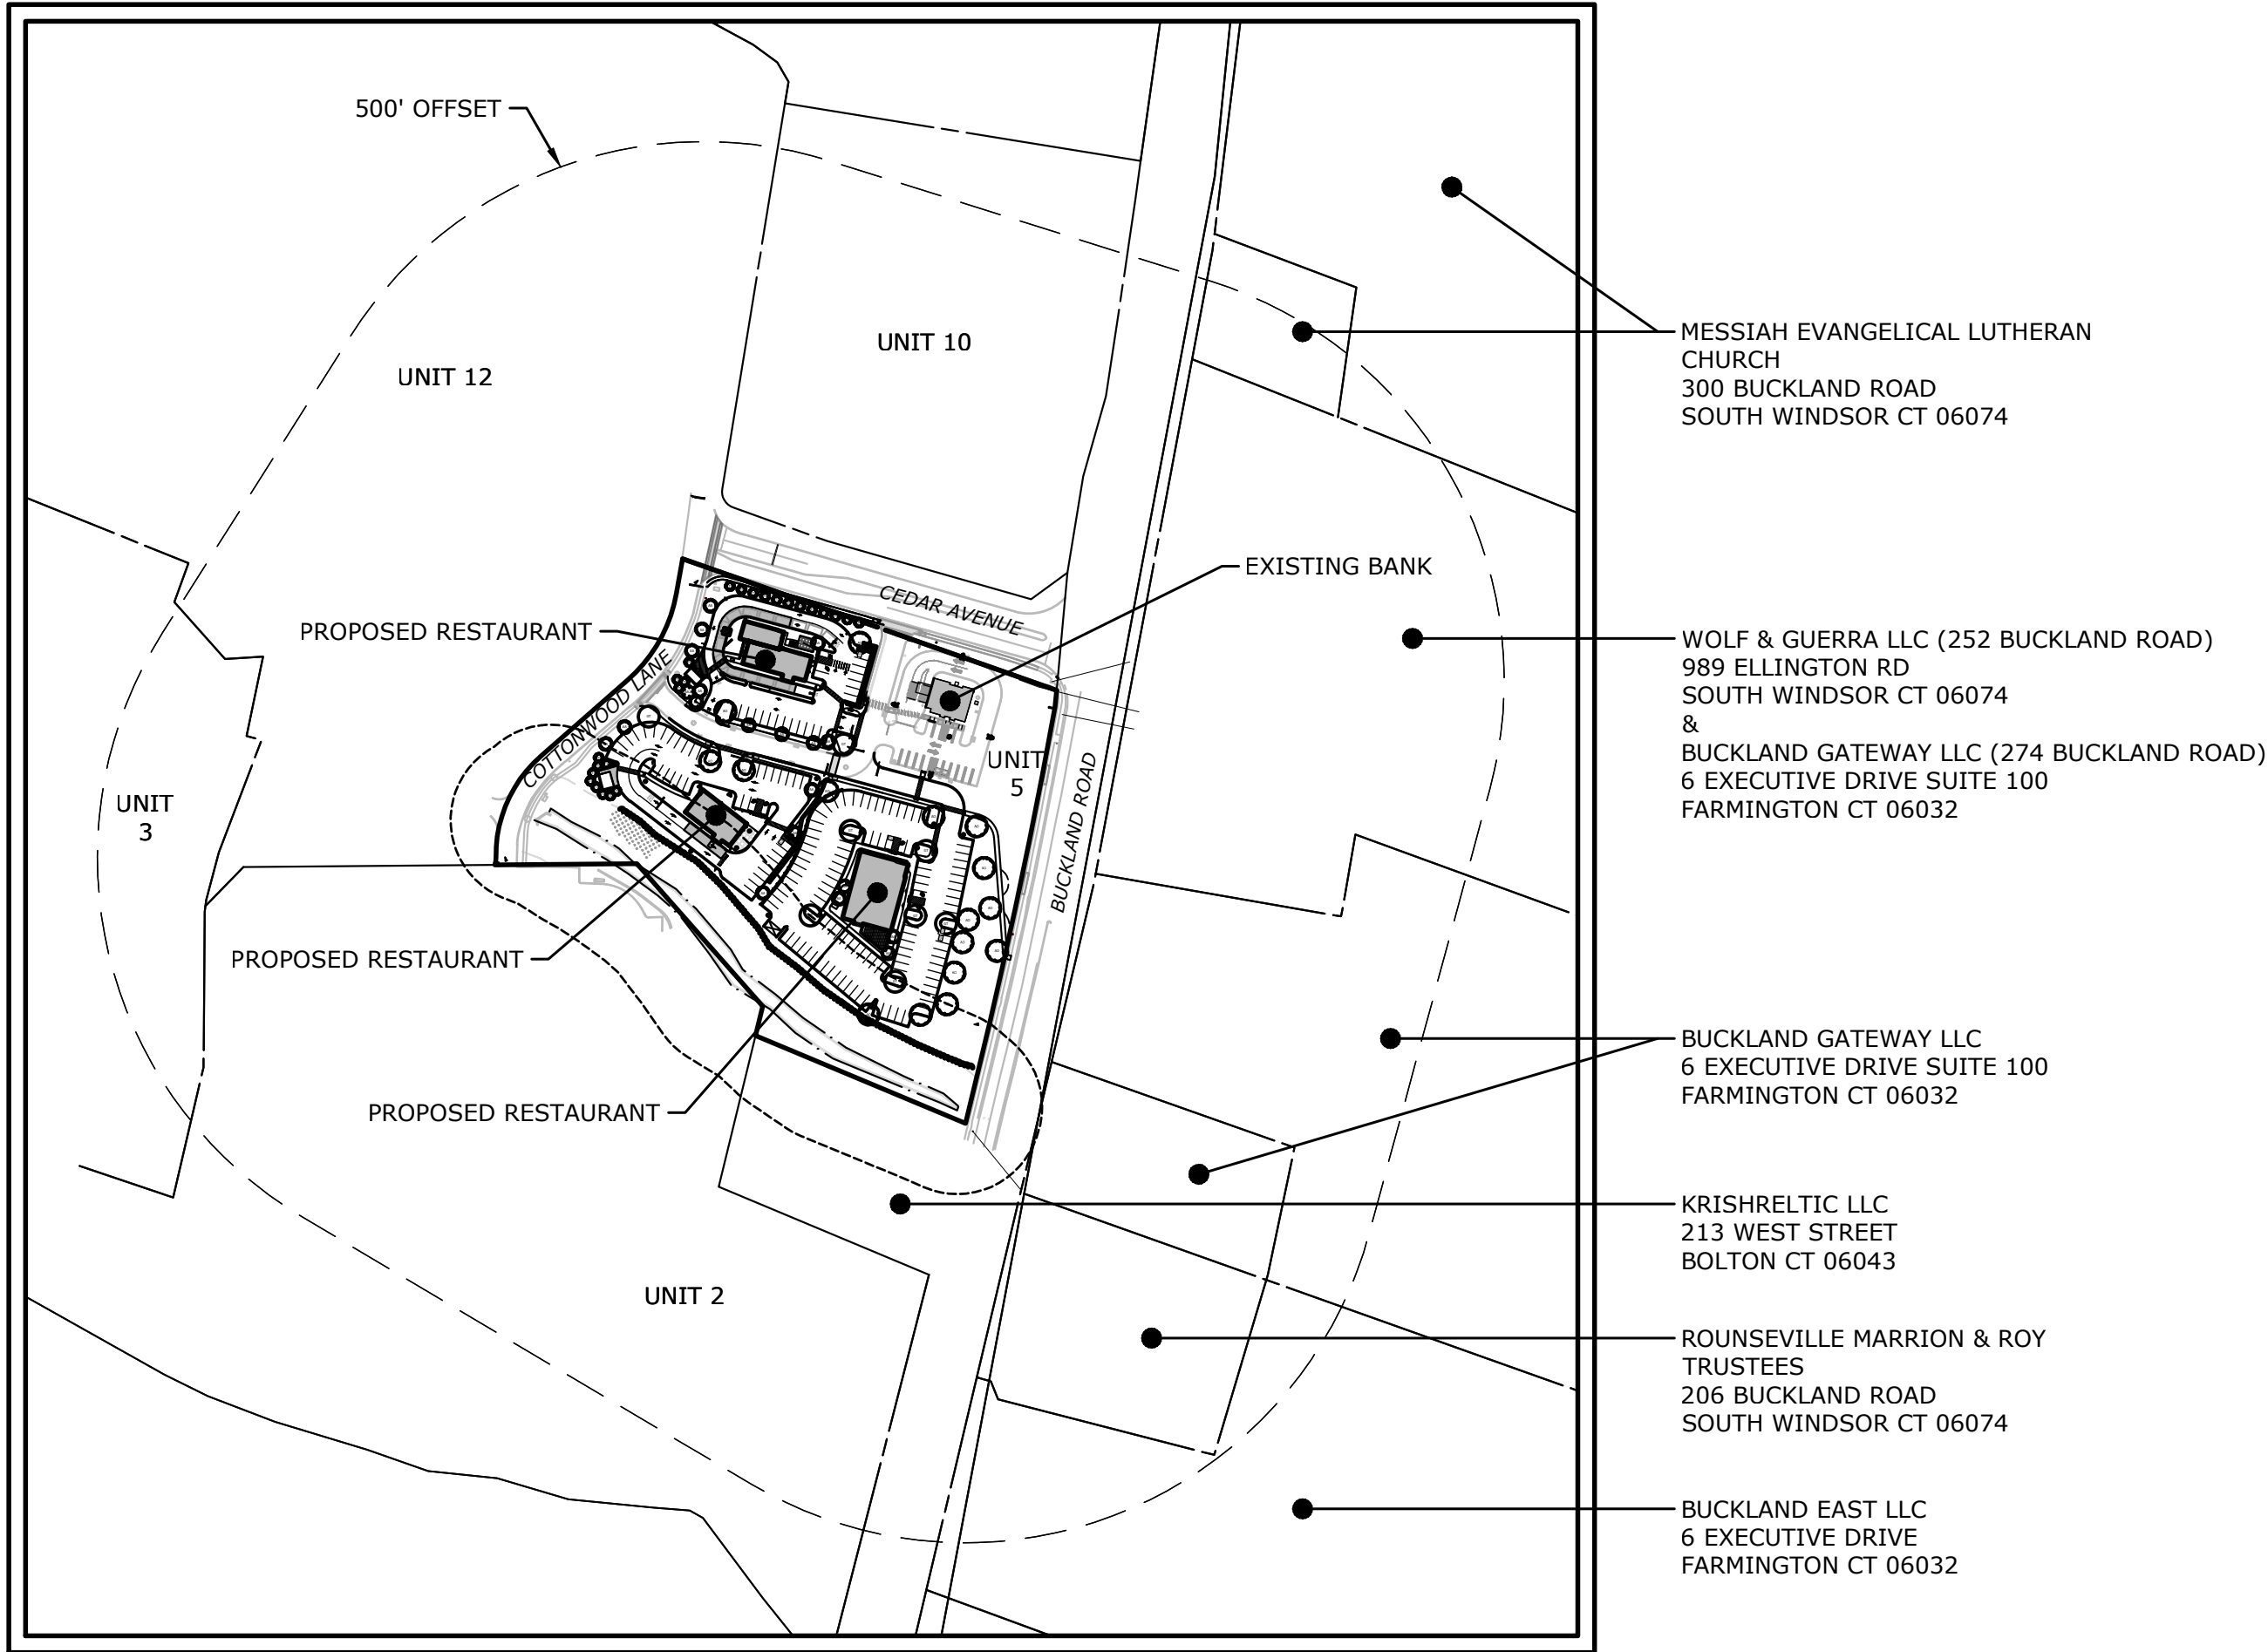 500' OFFSET
UNIT 12
UNIT 10
MESSIAH EVANGELICAL LUTHERAN
CHURCH
300 BUCKLAND ROAD
SOUTH WINDSOR CT 06074
EXISTING BANK
CEDAR AVENUE
PROPOSED RESTAURANT
COTTONWOOD LANE
WOLF & GUERRA LLC (252 BUCKLAND ROAD)
989 ELLINGTON RD
SOUTH WINDSOR CT 06074
&
BUCKLAND GATEWAY LLC (274 BUCKLAND ROAD)
6 EXECUTIVE DRIVE SUITE 100
FARMINGTON CT 06032
UNIT
5
BUCKLAND ROAD
UNIT
3
PROPOSED RESTAURANT
PROPOSED RESTAURANT
BUCKLAND GATEWAY LLC
6 EXECUTIVE DRIVE SUITE 100
FARMINGTON CT 06032
KRISHRELTIC LLC
213 WEST STREET
BOLTON CT 06043
UNIT 2
ROUNSEVILLE MARRION & ROY
TRUSTEES
206 BUCKLAND ROAD
SOUTH WINDSOR CT 06074
BUCKLAND EAST LLC
6 EXECUTIVE DRIVE
FARMINGTON CT 06032